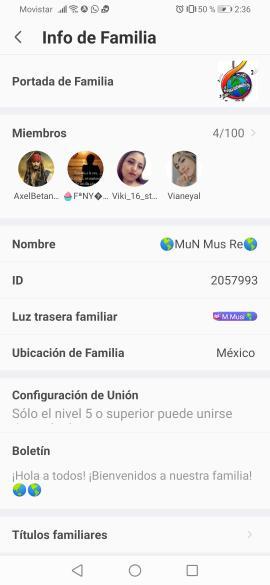 Movistar 50 % 2:36
Info de Familia
Portada de Familia
Miembros 4/100
AxelBetan... 🧁F*NY�... Viki_16_st... Vianeyal
Nombre 🌎MuN Mus Re🌎
ID 2057993
Luz trasera familiar M.Musi
Ubicación de Familia México
Configuración de Unión
Sólo el nivel 5 o superior puede unirse
Boletín
¡Hola a todos! ¡Bienvenidos a nuestra familia!
🌎🌎
Títulos familiares